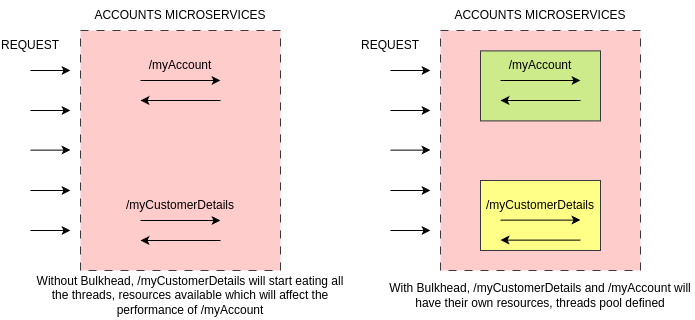 ACCOUNTS MICROSERVICES
REQUEST
/myAccount
/myCustomerDetails
Without Bulkhead, /myCustomerDetails will start eating all
the threads, resources available which will affect the
performance of /myAccount
ACCOUNTS MICROSERVICES
REQUEST
/myAccount
/myCustomerDetails
With Bulkhead, /myCustomerDetails and /myAccount will
have their own resources, threads pool defined